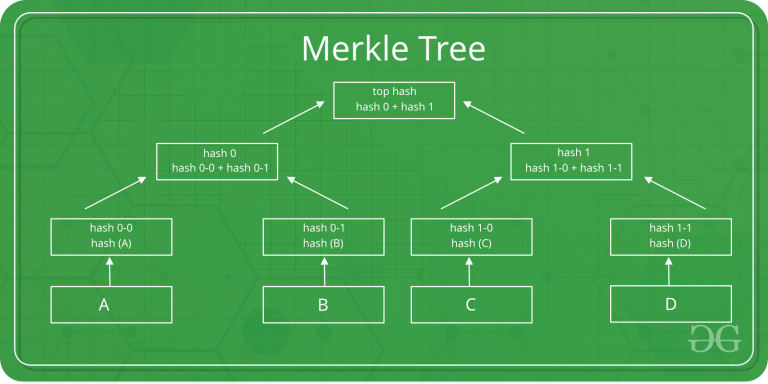 Merkle Tree
top hash
hash 0 + hash 1
hash 0
hash 0-0 + hash 0-1
hash 1
hash 1-0 + hash 1-1
hash 0-0
hash (A)
hash 0-1
hash (B)
hash 1-0
hash (C)
hash 1-1
hash (D)
A
B
C
D